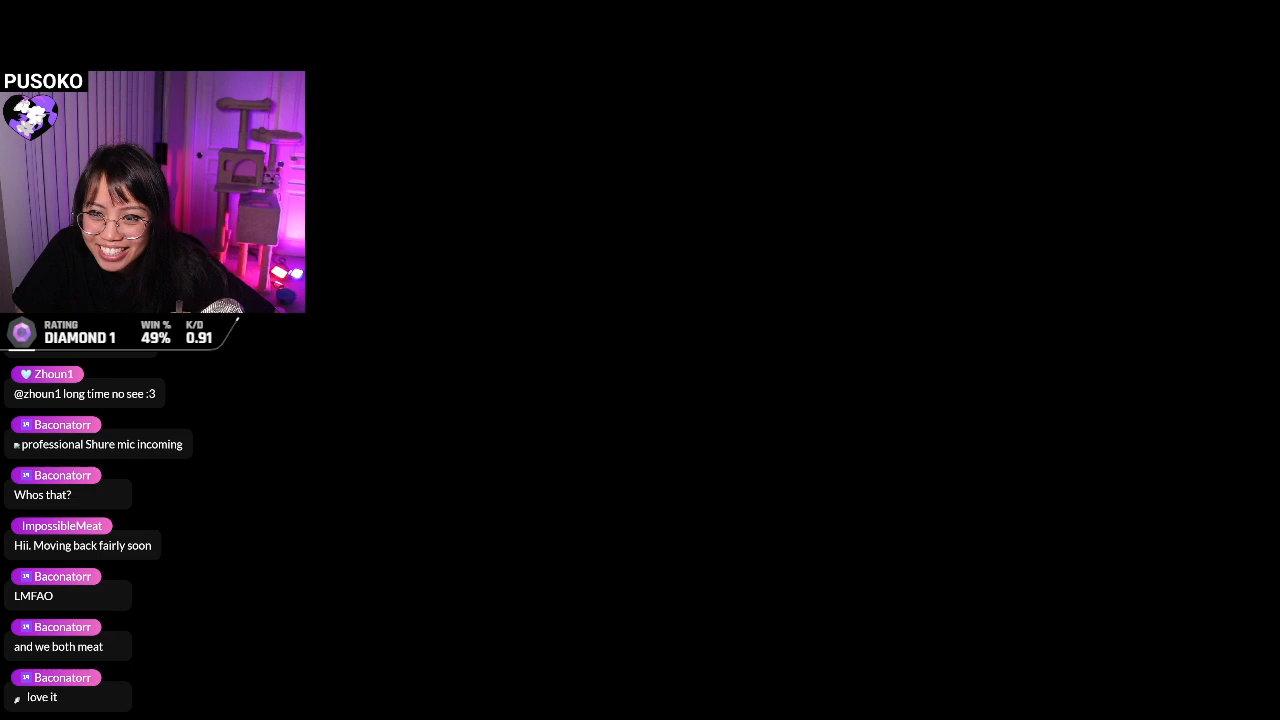 PUSOKO
RATING WIN % K/D
DIAMOND 1 49% 0.91
Zhoun1
@zhoun1 long time no see :3
Baconatorr
professional Shure mic incoming
Baconatorr
Whos that?
ImpossibleMeat
Hii. Moving back fairly soon
Baconatorr
LMFAO
Baconatorr
and we both meat
Baconatorr
love it